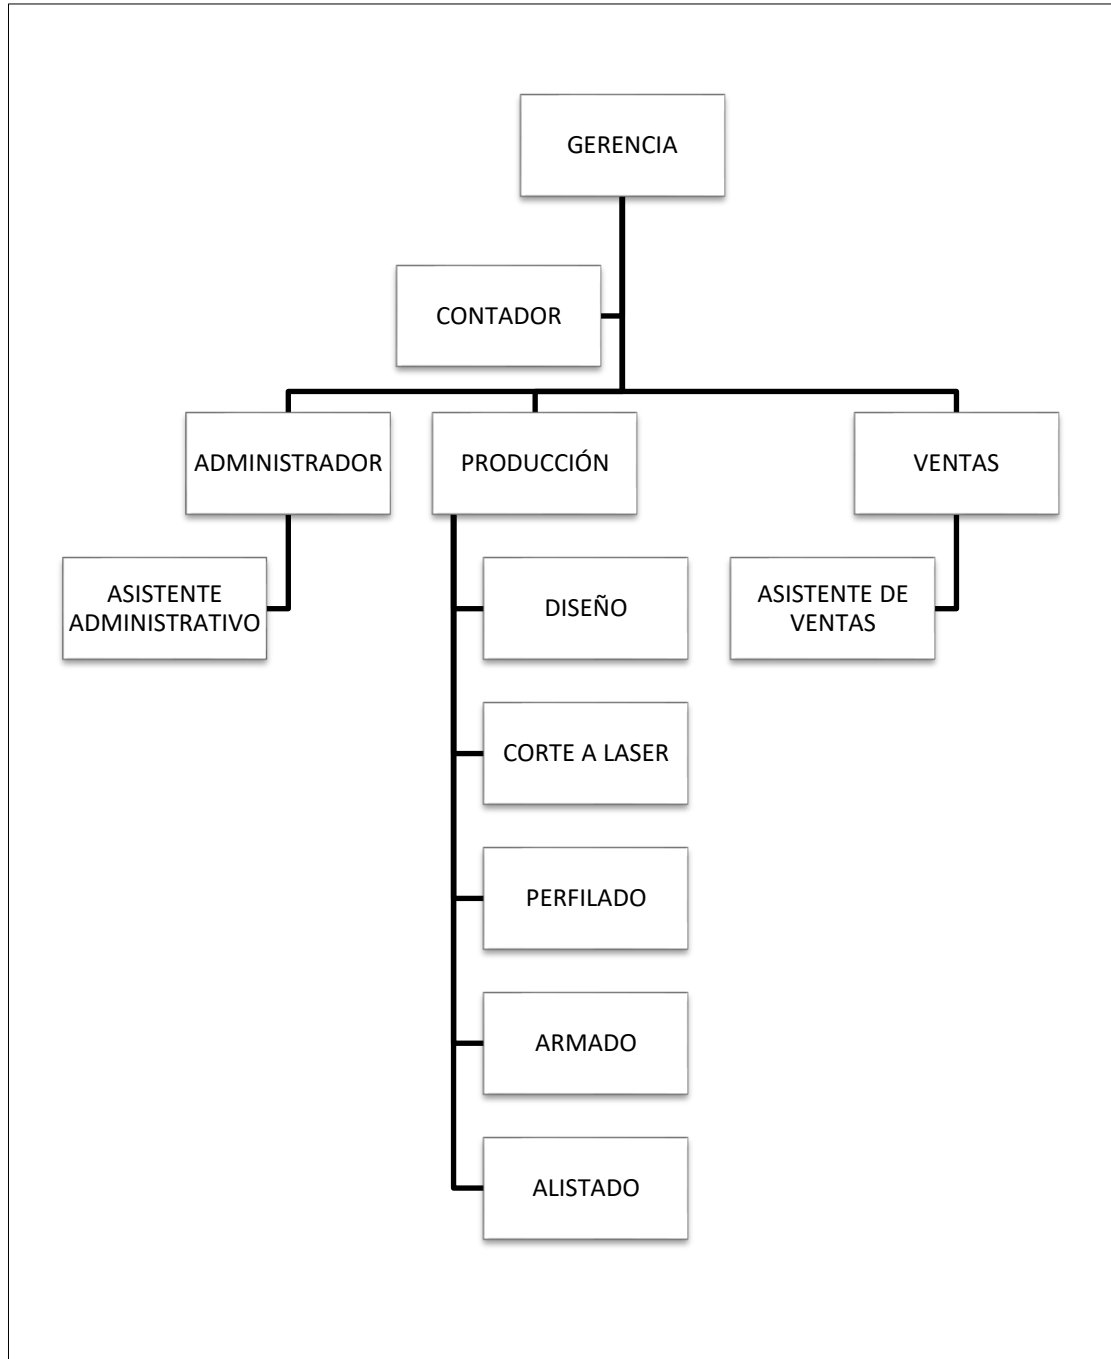 GERENCIA
CONTADOR
ADMINISTRADOR
PRODUCCIÓN
VENTAS
ASISTENTE
ADMINISTRATIVO
DISEÑO
ASISTENTE DE
VENTAS
CORTE A LASER
PERFILADO
ARMADO
ALISTADO